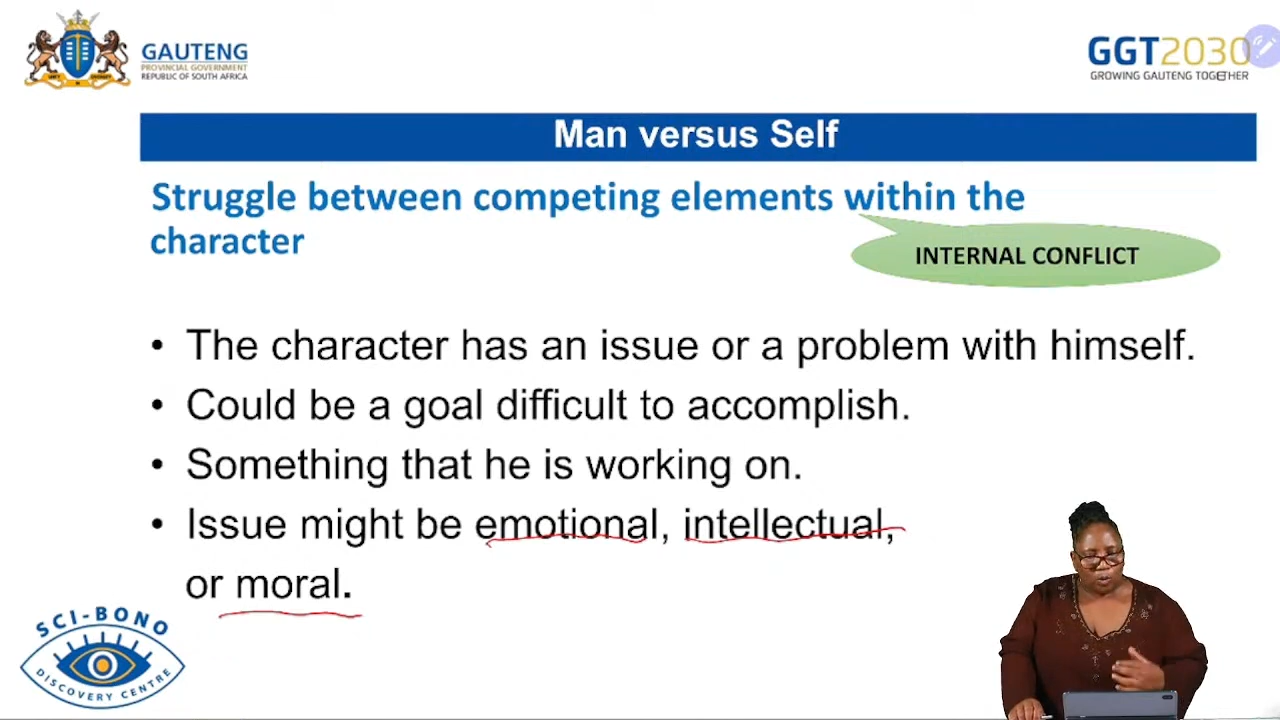 GAUTENG
PROVINCIAL GOVERNMENT
REPUBLIC OF SOUTH AFRICA
GGT2030
GROWING GAUTENG TOGETHER
Man versus Self
Struggle between competing elements within the
character
INTERNAL CONFLICT
• The character has an issue or a problem with himself.
• Could be a goal difficult to accomplish.
• Something that he is working on.
• Issue might be emotional, intellectual,
or moral.
SCI-BONO
DISCOVERY CENTRE